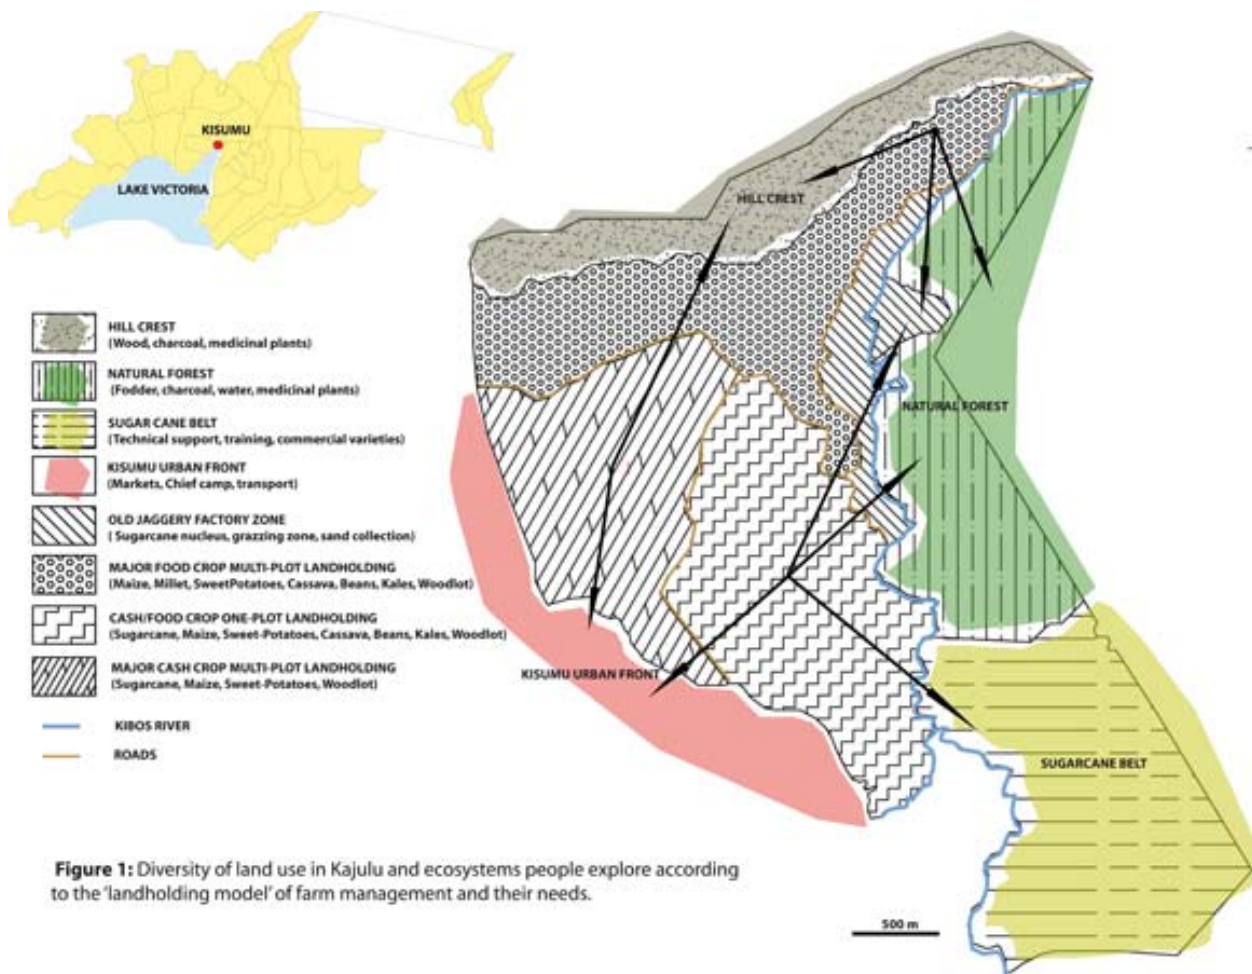 KISUMU
LAKE VICTORIA
HILL CREST
(Wood, charcoal, medicinal plants)
NATURAL FOREST
(Fodder, charcoal, water, medicinal plants)
SUGAR CANE BELT
(Technical support, training, commercial varieties)
KISUMU URBAN FRONT
(Markets, Chief camp, transport)
OLD JAGGERY FACTORY ZONE
( Sugarcane nucleus, grazzing zone, sand collection)
MAJOR FOOD CROP MULTI-PLOT LANDHOLDING
(Maize, Millet, SweetPotatoes, Cassava, Beans, Kales, Woodlot)
CASH/FOOD CROP ONE-PLOT LANDHOLDING
(Sugarcane, Maize, Sweet-Potatoes, Cassava, Beans, Kales, Woodlot)
MAJOR CASH CROP MULTI-PLOT LANDHOLDING
(Sugarcane, Maize, Sweet-Potatoes, Woodlot)
KIBOS RIVER
ROADS
HILL CREST
NATURAL FOREST
KISUMU URBAN FRONT
SUGARCANE BELT
500 m
Figure 1: Diversity of land use in Kajulu and ecosystems people explore according
to the 'landholding model' of farm management and their needs.